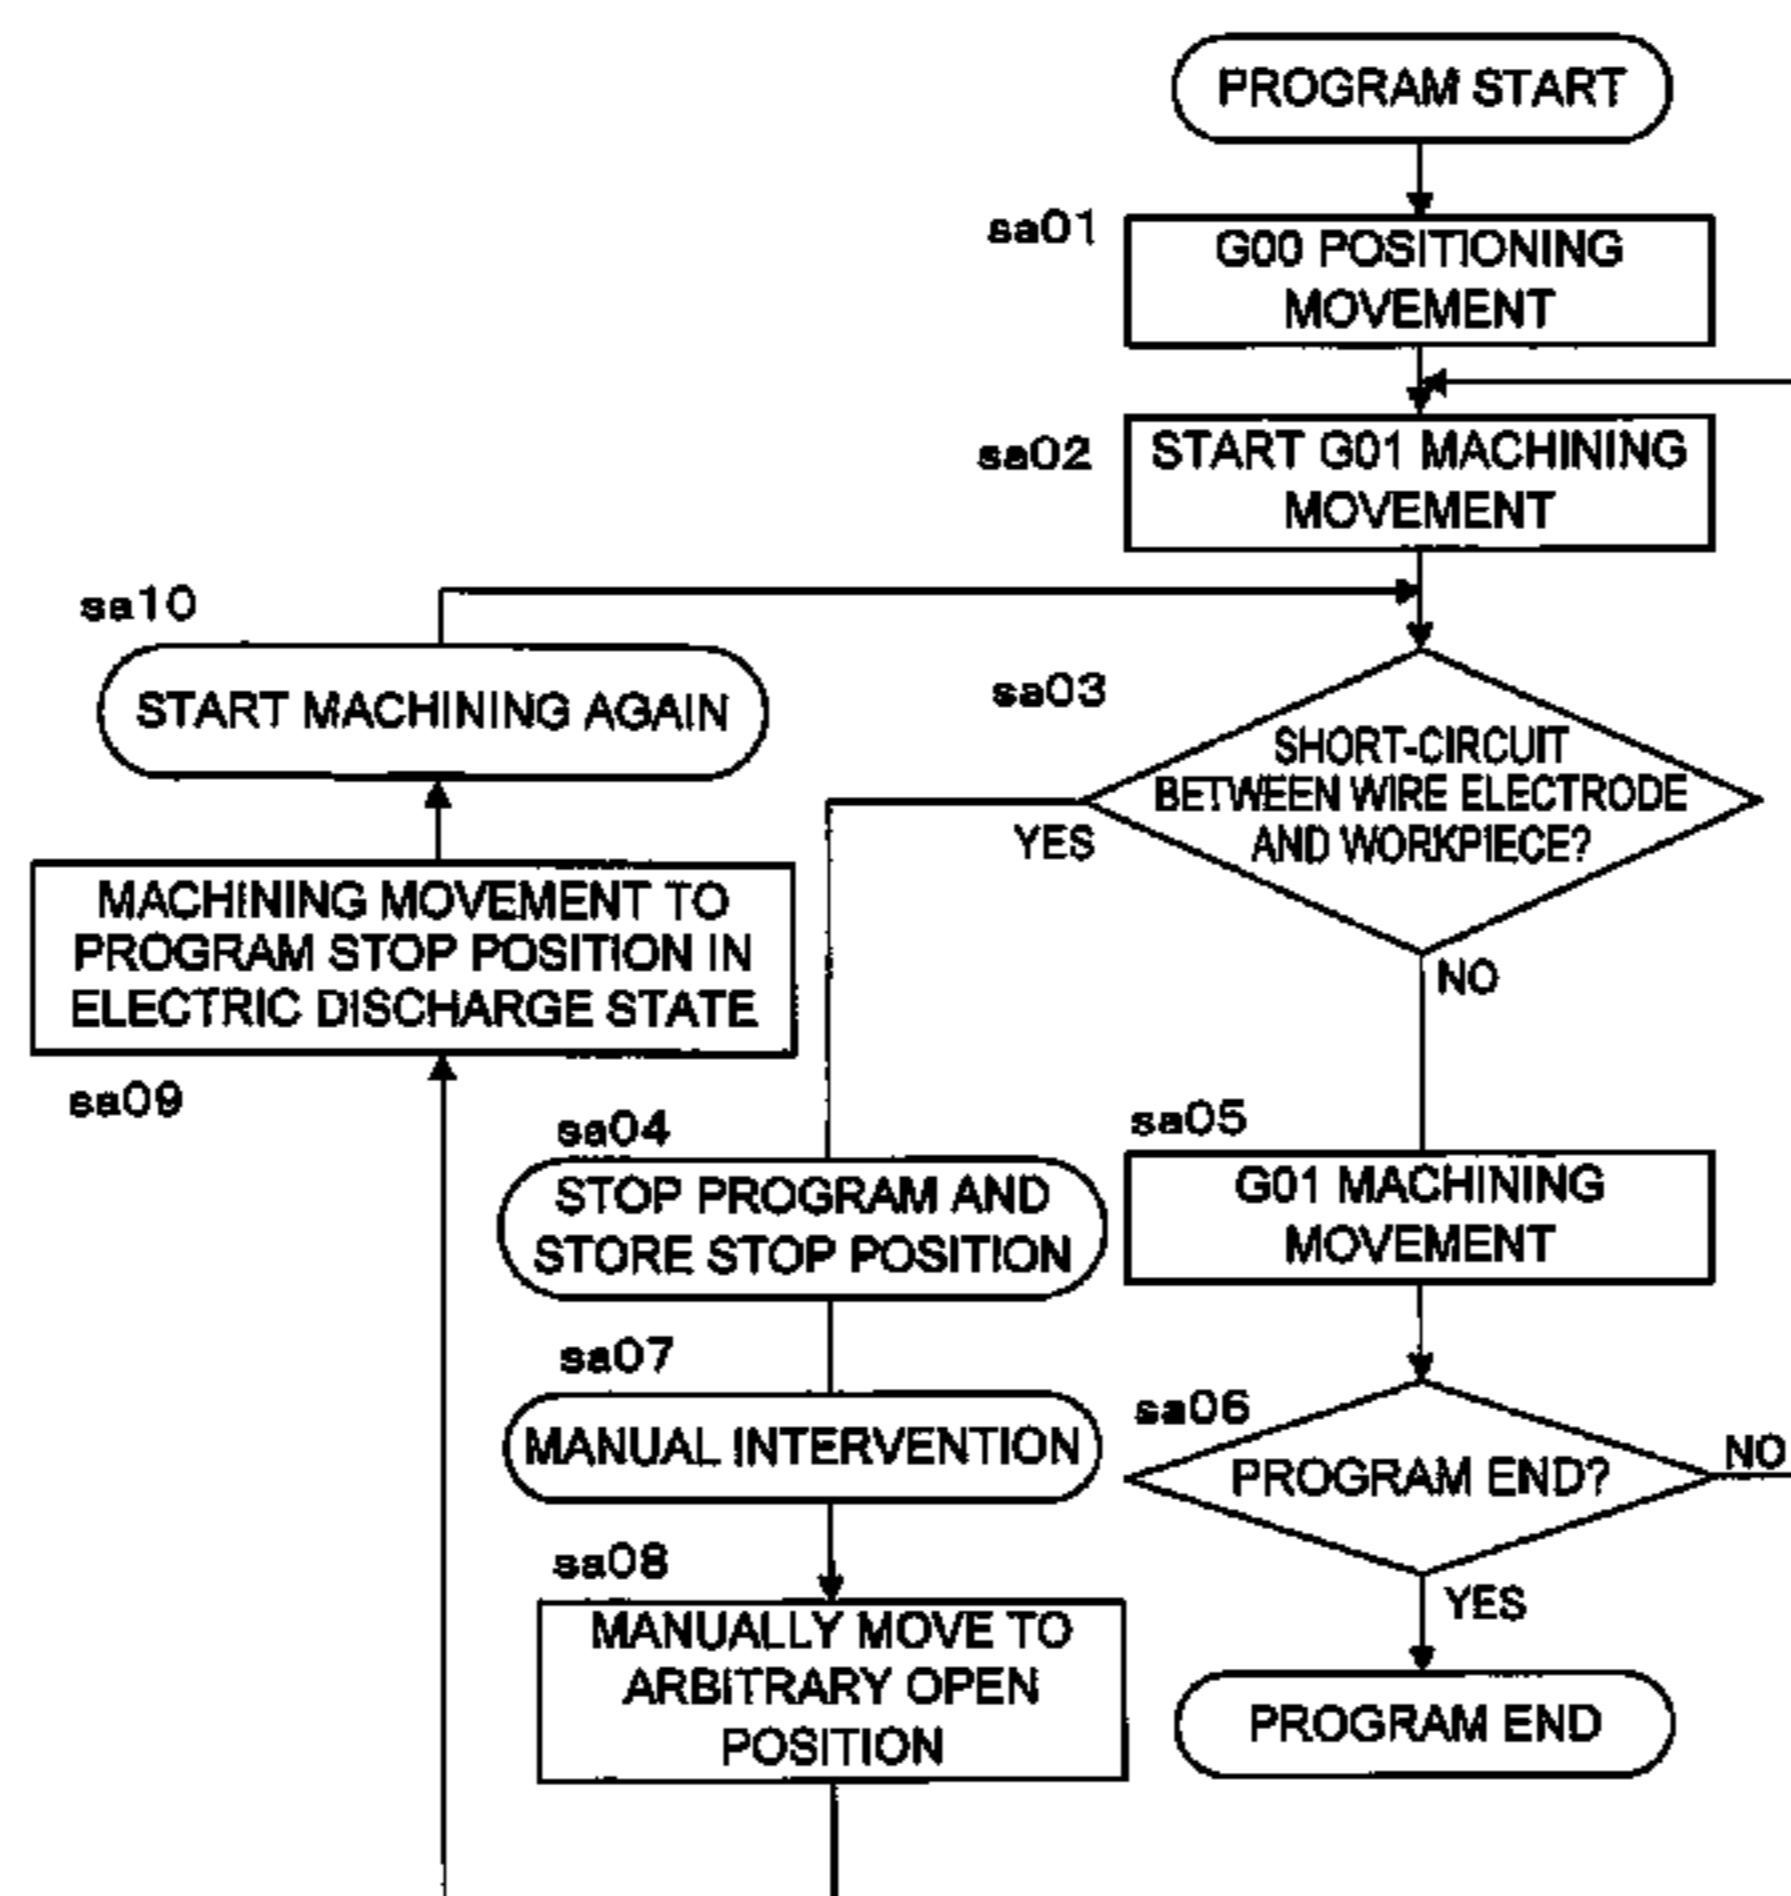 PROGRAM START
sa01
G00 POSITIONING
MOVEMENT
sa02
START G01 MACHINING
MOVEMENT
sa10
START MACHINING AGAIN
sa03
SHORT-CIRCUIT
BETWEEN WIRE ELECTRODE
AND WORKPIECE?
YES
NO
MACHINING MOVEMENT TO
PROGRAM STOP POSITION IN
ELECTRIC DISCHARGE STATE
sa09
sa04
STOP PROGRAM AND
STORE STOP POSITION
sa05
G01 MACHINING
MOVEMENT
sa07
MANUAL INTERVENTION
sa06
PROGRAM END?
NO
YES
sa08
MANUALLY MOVE TO
ARBITRARY OPEN
POSITION
PROGRAM END